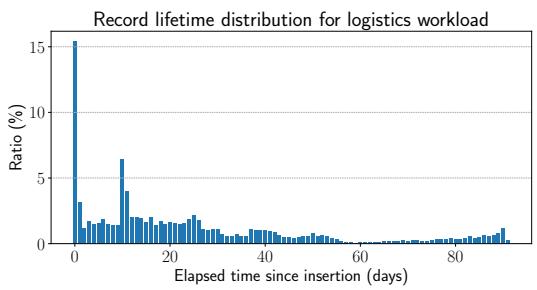 Record lifetime distribution for logistics workload
Ratio (%)
15
10
5
0
0 20 40 60 80
Elapsed time since insertion (days)